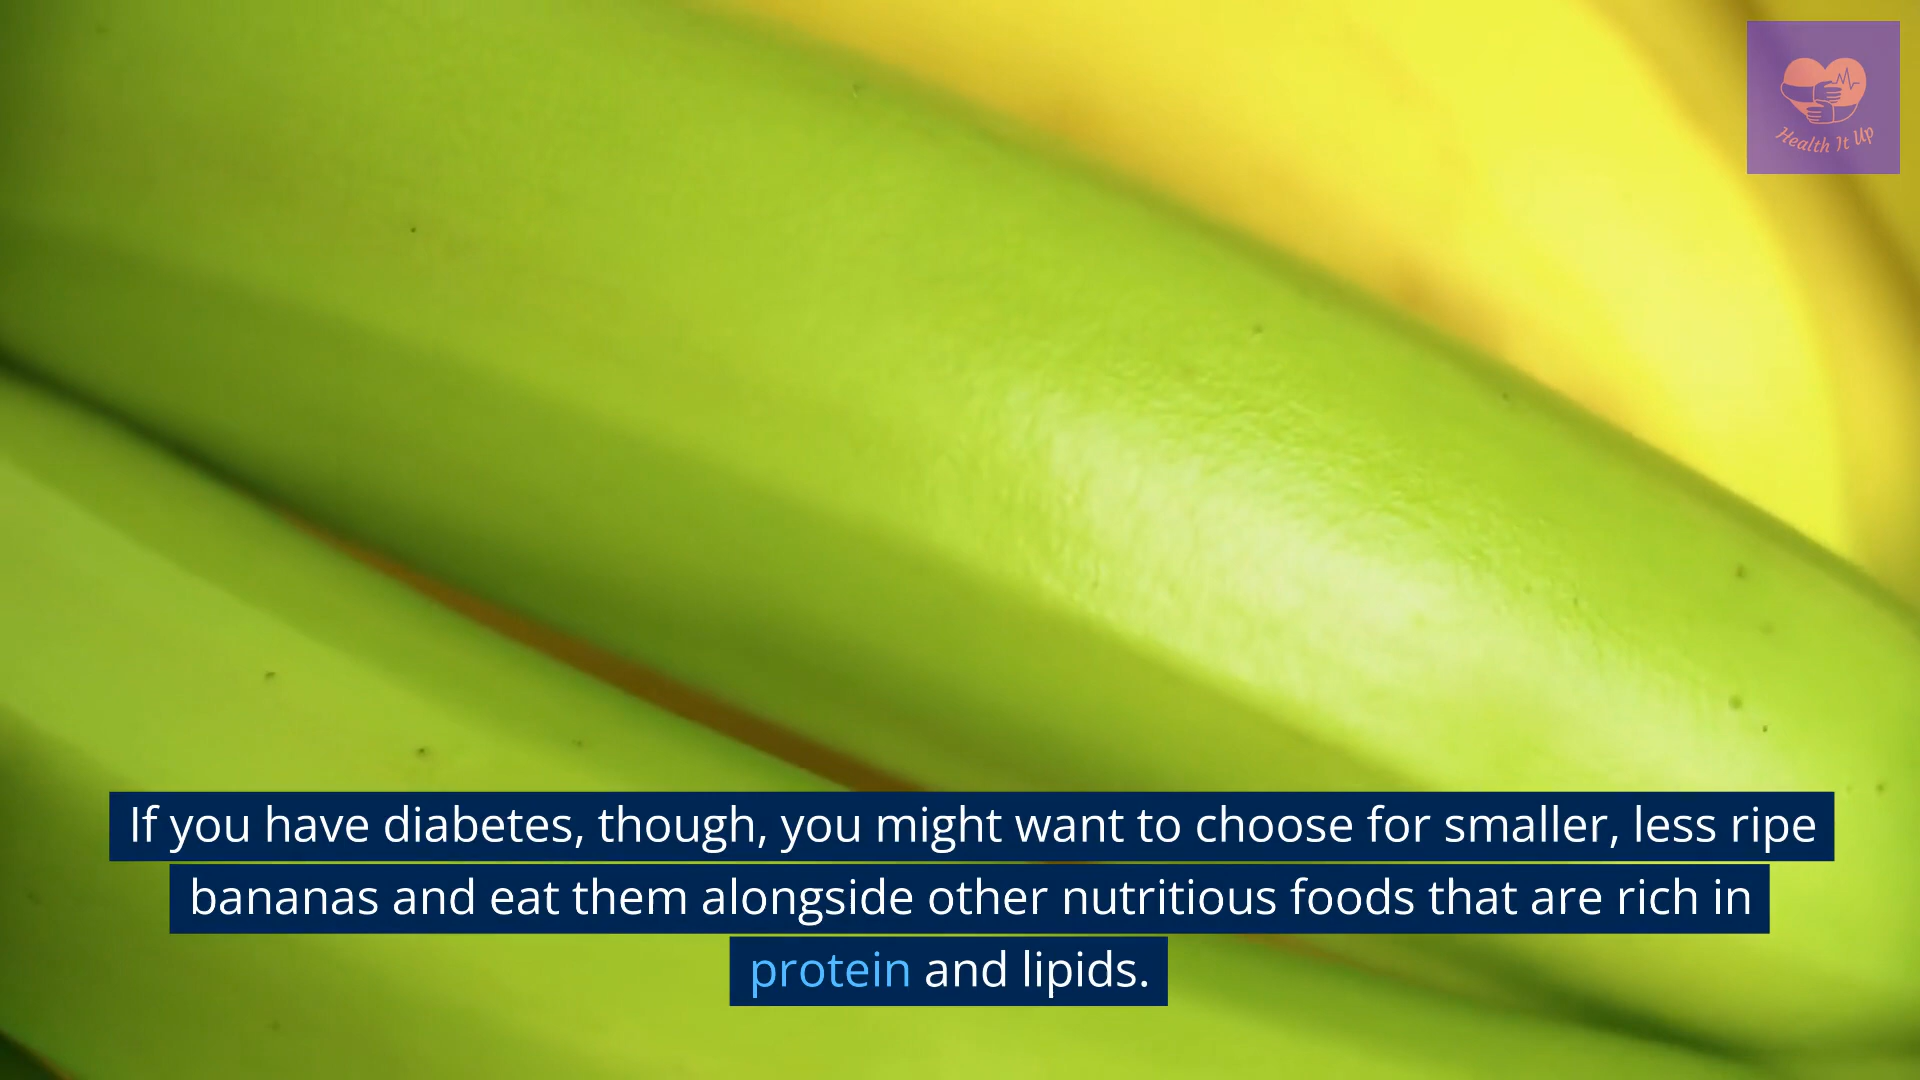 Health It Up
If you have diabetes, though, you might want to choose for smaller, less ripe
bananas and eat them alongside other nutritious foods that are rich in
protein and lipids.